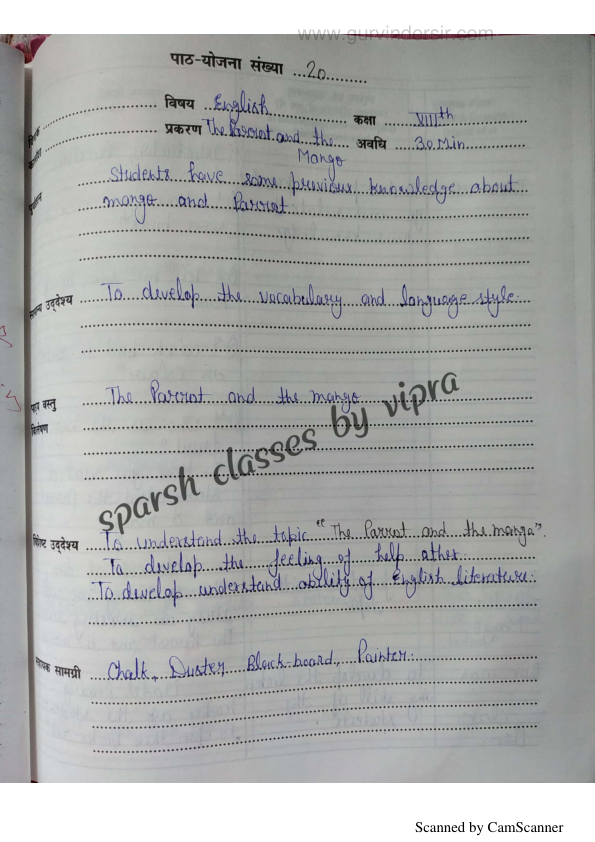 www.gurvindersir.com
पाठ-योजना संख्या ...20.........
विषय ..English.................. कक्षा .....VIIIth.........
प्रकरण The Parrot and the.... अवधि ....30 Min........
Mango
Students have some previous knowledge about
mango and Parrot
उद्देश्य To develop the vocabulary and language style.
वस्तु The Parrot and the mango
sparsh classes by vipra
उद्देश्य To understand the topic "The Parrot and the mango".
To develop the feeling of help other.
To develop understand ability of English literature.
सामग्री Chalk, Duster, Black-board, Painter.
Scanned by CamScanner